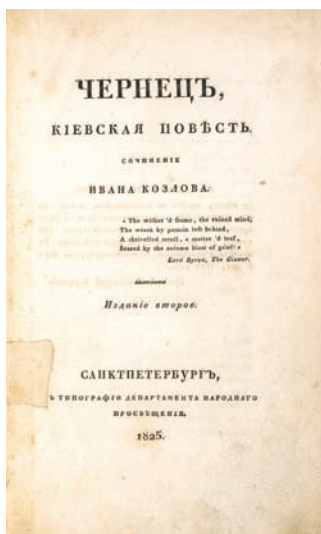 ЧЕРНЕЦЪ,
КІЕВСКАЯ ПОВѢСТЬ.
СОЧИНЕНІЕ
ИВАНА КОЗЛОВА.
« The wither 'd frame, the ruined mind,
The wreck by passion left behind,
A shrivelled scroll, a scatter 'd leaf,
Seared by the autumn blast of grief! »
Lord Byron, The Giaour.
Изданіе второе.
САНКТПЕТЕРБУРГЪ,
Ъ ТИПОГРАФІИ ДЕПАРТАМЕНТА НАРОДНАГО
ПРОСВѢЩЕНІЯ.
1825.